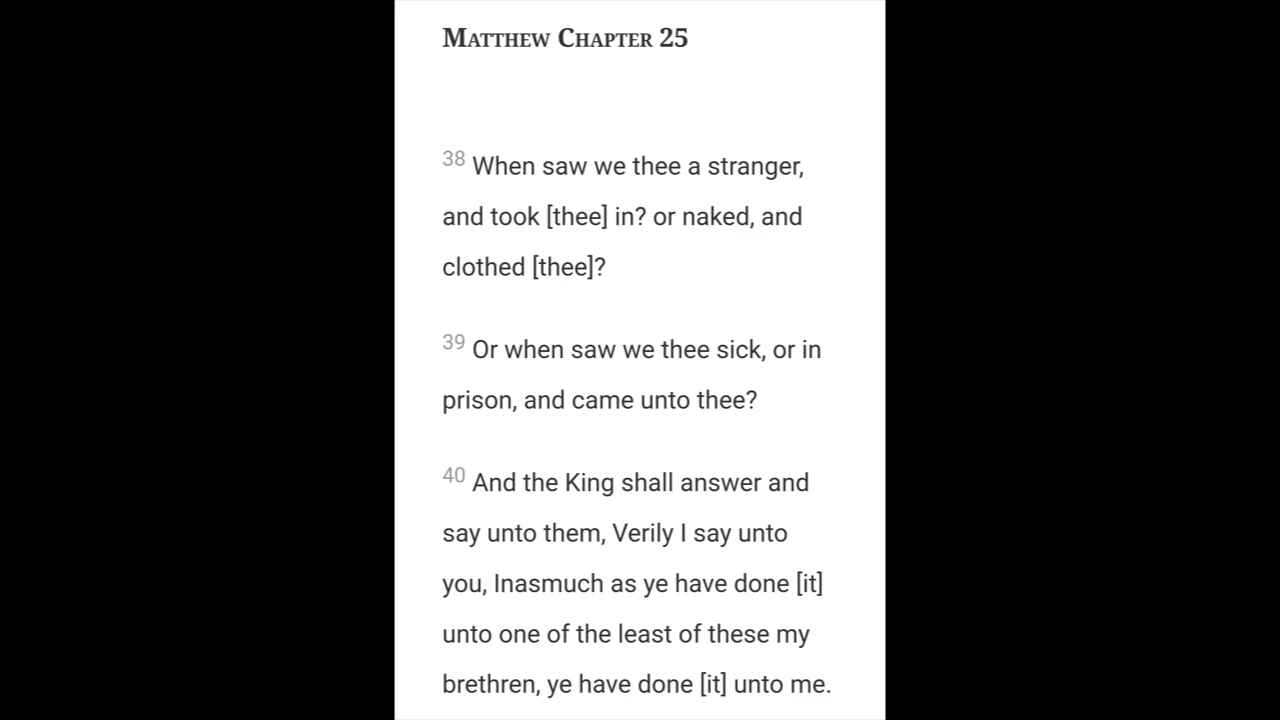 Matthew Chapter 25
38 When saw we thee a stranger,
and took [thee] in? or naked, and
clothed [thee]?
39 Or when saw we thee sick, or in
prison, and came unto thee?
40 And the King shall answer and
say unto them, Verily I say unto
you, Inasmuch as ye have done [it]
unto one of the least of these my
brethren, ye have done [it] unto me.